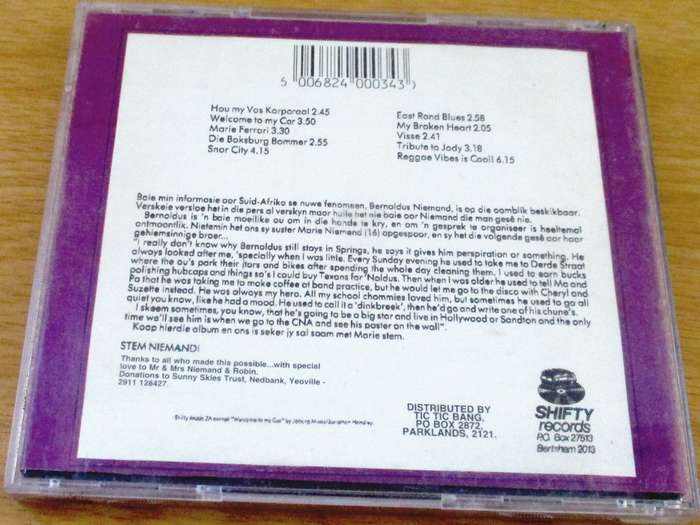 5 006824 000343
Hou my Vas Korporaal 2.45
Welcome to my Car 3.50
Marie Ferrari 3.30
Die Boksburg Bommer 2.55
Snor City 4.15
East Rand Blues 2.58
My Broken Heart 2.05
Visse 2.41
Tribute to Jody 3.18
Reggae Vibes is Cool! 6.15
Baie min informasie oor Suid-Afrika se nuwe fenomeen, Bernoldus Niemand, is op die oomblik beskikbaar.
Verskeie versloe het in die pers al verskyn maar hulle het nie baie oor Niemand die man gesê nie.
Bernoldus is 'n baie moeilike ou om in die hande te kry, en om 'n gesprek te organiseer is heeltemal
ontmoontlik. Nietemin het ons sy suster Marie Niemand (16) opgespoor, en sy het die volgende gesê oor haar
geheimsinnige broer...
"I really don't know why Bernoldus still stays in Springs, he says it gives him perspiration or something. He
always looked after me, 'specially when I was little. Every Sunday evening he used to take me to Derde Straat
where the ou's park their jtars and bikes after spending the whole day cleaning them. I used to earn bucks
polishing hubcaps and things so's I could buy Texans for 'Noldus. Then when I was older he used to tell Ma and
Pa that he was taking me to make coffee at band practice, but he would let me go to the disco with Cheryl and
Suzette instead. He was always my hero. All my school chommies loved him, but sometimes he used to go all
quiet you know, like he had a mood. He used to call it a 'dinkbreek', then he'd go and write one of his chune's.
I skeem sometimes, you know, that he's going to be a big star and live in Hollywood or Sandton and the only
time we'll see him is when we go to the CNA and see his poster on the wall".
Koop hierdie album en ons is seker jy sal saam met Marie stem.
STEM NIEMAND!
Thanks to all who made this possible...with special
love to Mr & Mrs Niemand & Robin.
Donations to Sunny Skies Trust, Nedbank, Yeoville -
2911 128427.
Shifty Music ZA except "Welcome to my Car" by
DISTRIBUTED BY
TIC TIC BANG,
PO BOX 2872,
PARKLANDS, 2121.
SHIFTY
records
P.O. Box 27513
Bertsham 2013